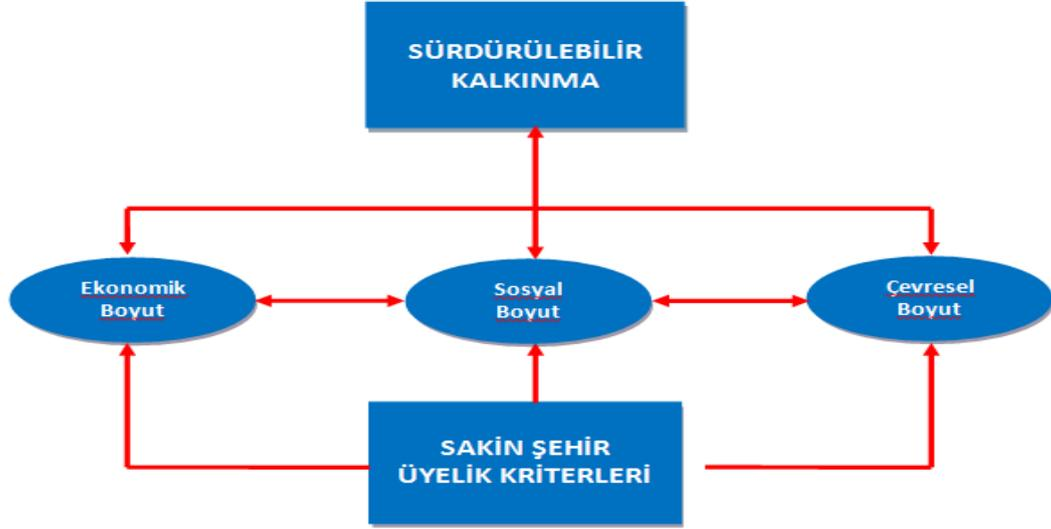 SÜRDÜRÜLEBİLİR
KALKINMA
Ekonomik
Boyut
Sosyal
Boyut
Çevresel
Boyut
SAKİN ŞEHİR
ÜYELİK KRİTERLERİ